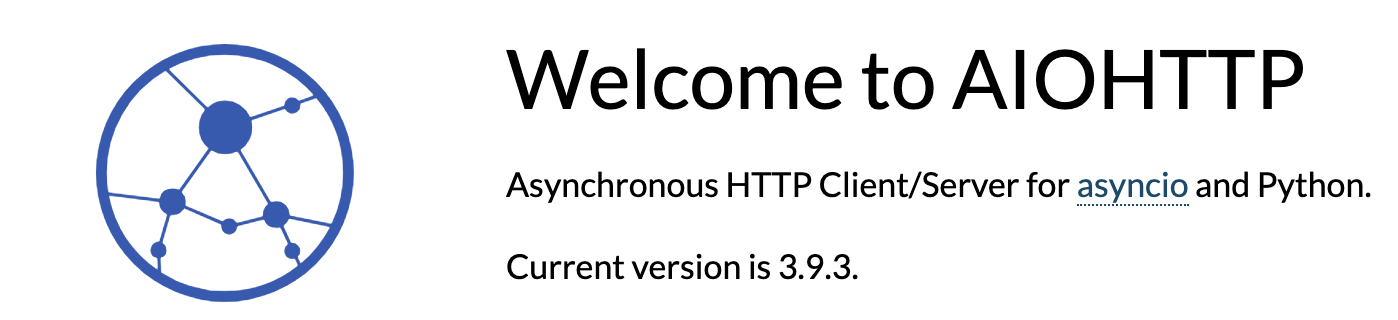 Welcome to AIOHTTP
Asynchronous HTTP Client/Server for asyncio and Python.
Current version is 3.9.3.